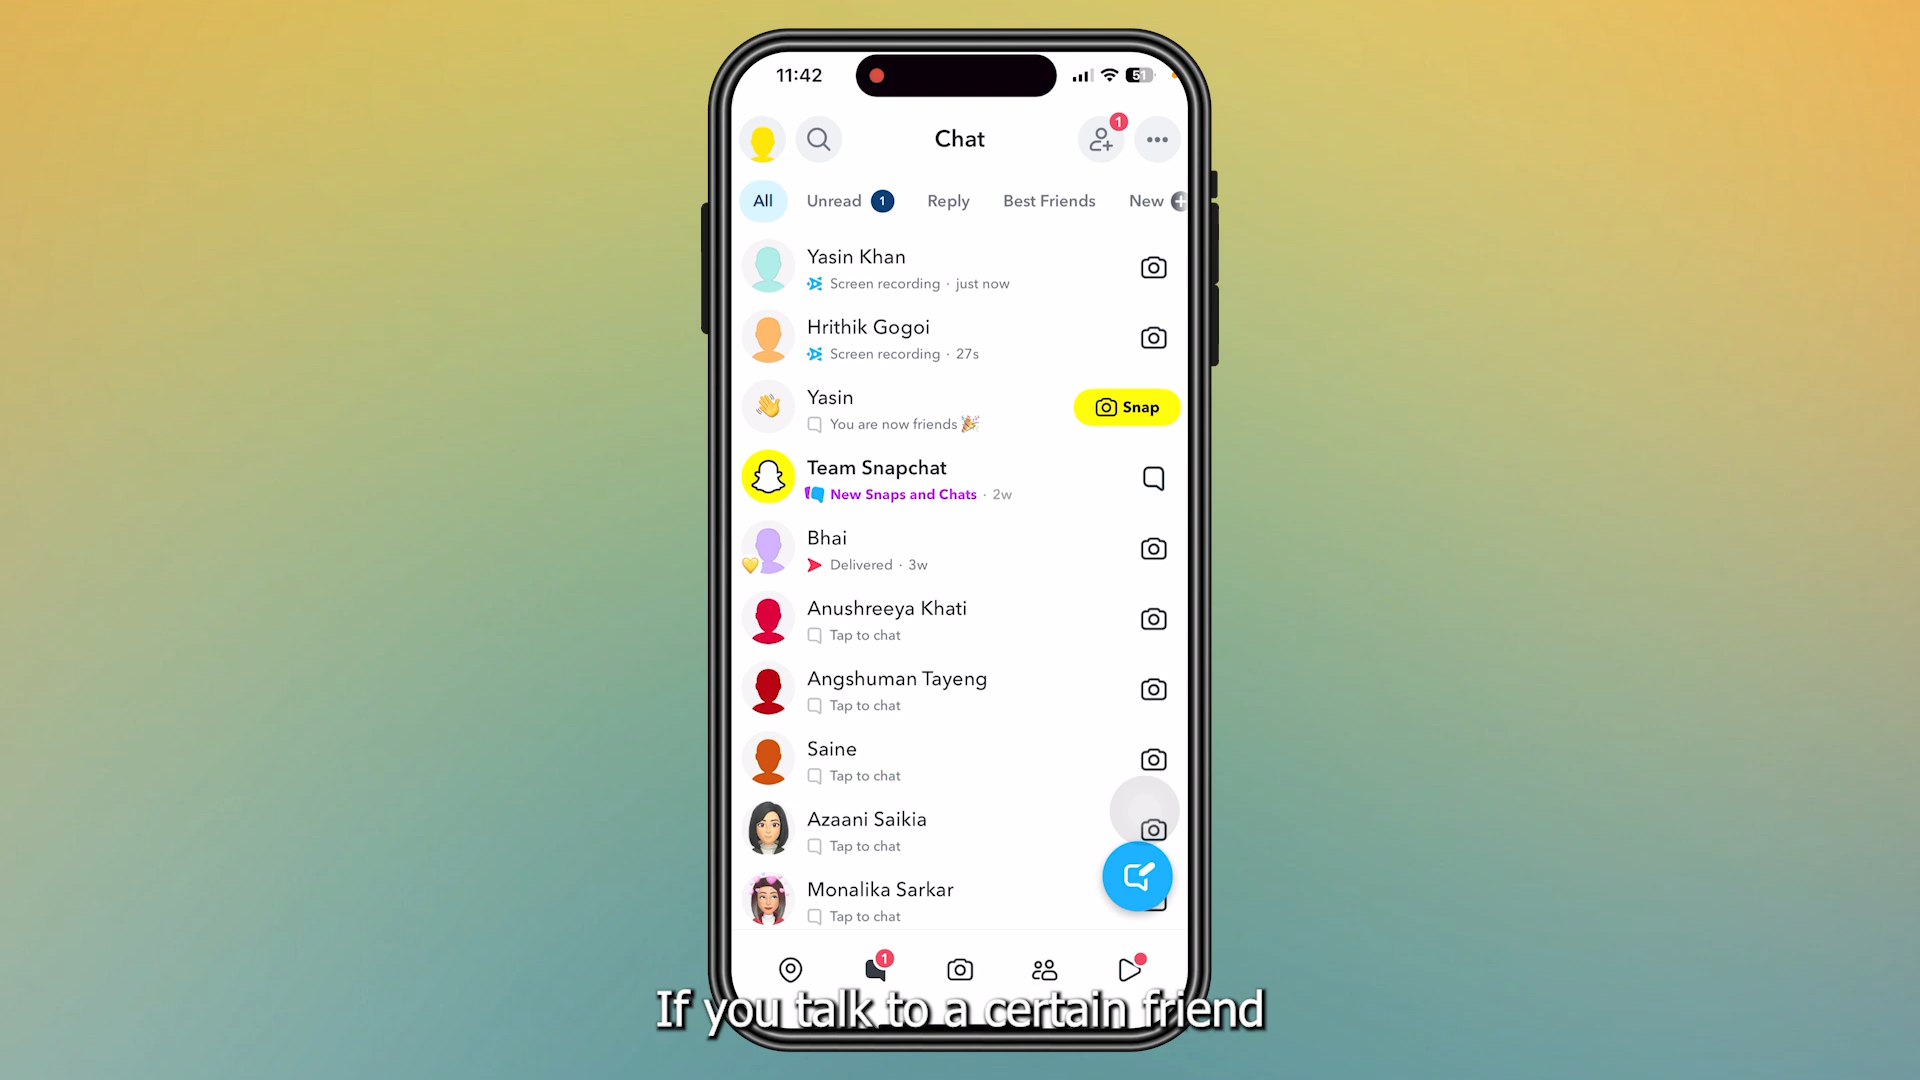 11:42
51
Chat
1
All
Unread 1
Reply
Best Friends
New
Yasin Khan
Screen recording · just now
Hrithik Gogoi
Screen recording · 27s
Yasin
You are now friends 🎉
Snap
Team Snapchat
New Snaps and Chats · 2w
Bhai
Delivered · 3w
Anushreeya Khati
Tap to chat
Angshuman Tayeng
Tap to chat
Saine
Tap to chat
Azaani Saikia
Tap to chat
Monalika Sarkar
Tap to chat
1
If you talk to a certain friend